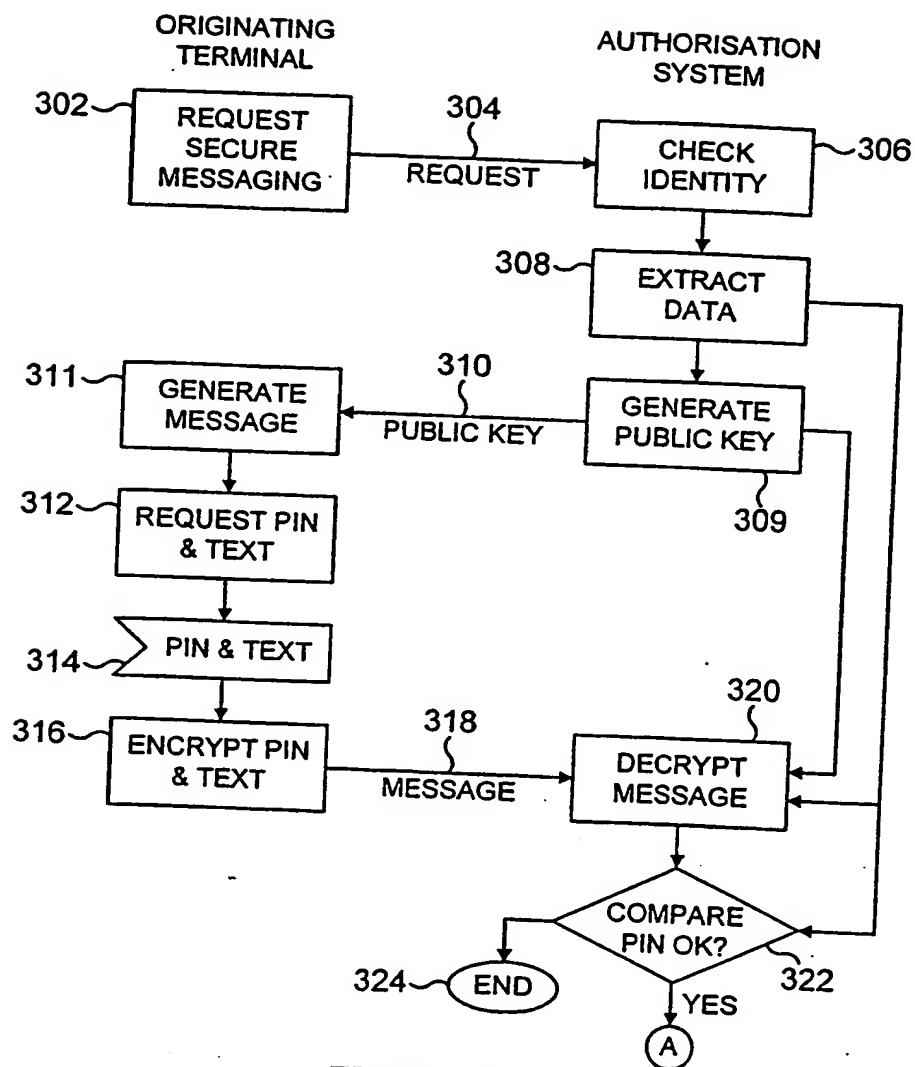 ORIGINATING
TERMINAL
AUTHORISATION
SYSTEM
302
REQUEST
SECURE
MESSAGING
304
REQUEST
CHECK
IDENTITY
306
308
EXTRACT
DATA
311
GENERATE
MESSAGE
310
PUBLIC KEY
GENERATE
PUBLIC KEY
309
312
REQUEST PIN
& TEXT
314
PIN & TEXT
316
ENCRYPT PIN
& TEXT
318
MESSAGE
320
DECRYPT
MESSAGE
COMPARE
PIN OK?
322
324
END
YES
A